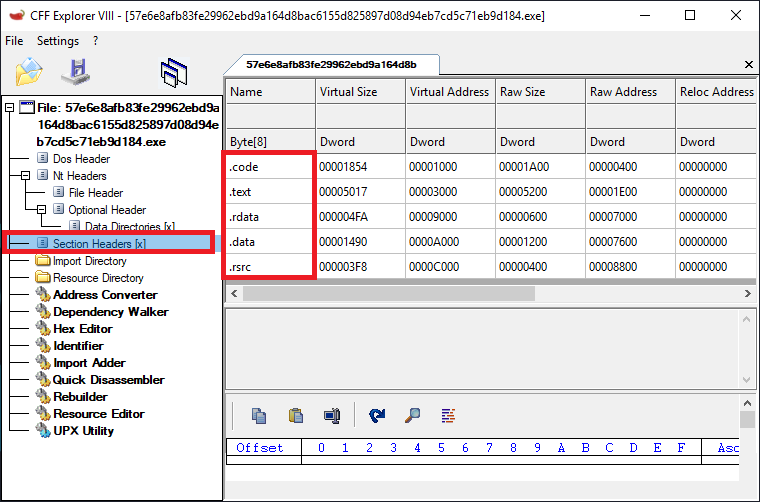 CFF Explorer VIII - [57e6e8afb83fe29962ebd9a164d8bac6155d825897d08d94eb7cd5c71eb9d184.exe]
File Settings ?
57e6e8afb83fe29962ebd9a164d8b
File: 57e6e8afb83fe29962ebd9a
164d8bac6155d825897d08d94e
b7cd5c71eb9d184.exe
Dos Header
Nt Headers
File Header
Optional Header
Data Directories [x]
Section Headers [x]
Import Directory
Resource Directory
Address Converter
Dependency Walker
Hex Editor
Identifier
Import Adder
Quick Disassembler
Rebuilder
Resource Editor
UPX Utility
Name Virtual Size Virtual Address Raw Size Raw Address Reloc Address
Byte[8] Dword Dword Dword Dword Dword
.code 00001854 00001000 00001A00 00000400 00000000
.text 00005017 00003000 00005200 00001E00 00000000
.rdata 000004FA 00009000 00000600 00007000 00000000
.data 00001490 0000A000 00001200 00007600 00000000
.rsrc 000003F8 0000C000 00000400 00008800 00000000
Offset 0 1 2 3 4 5 6 7 8 9 A B C D E F Asc